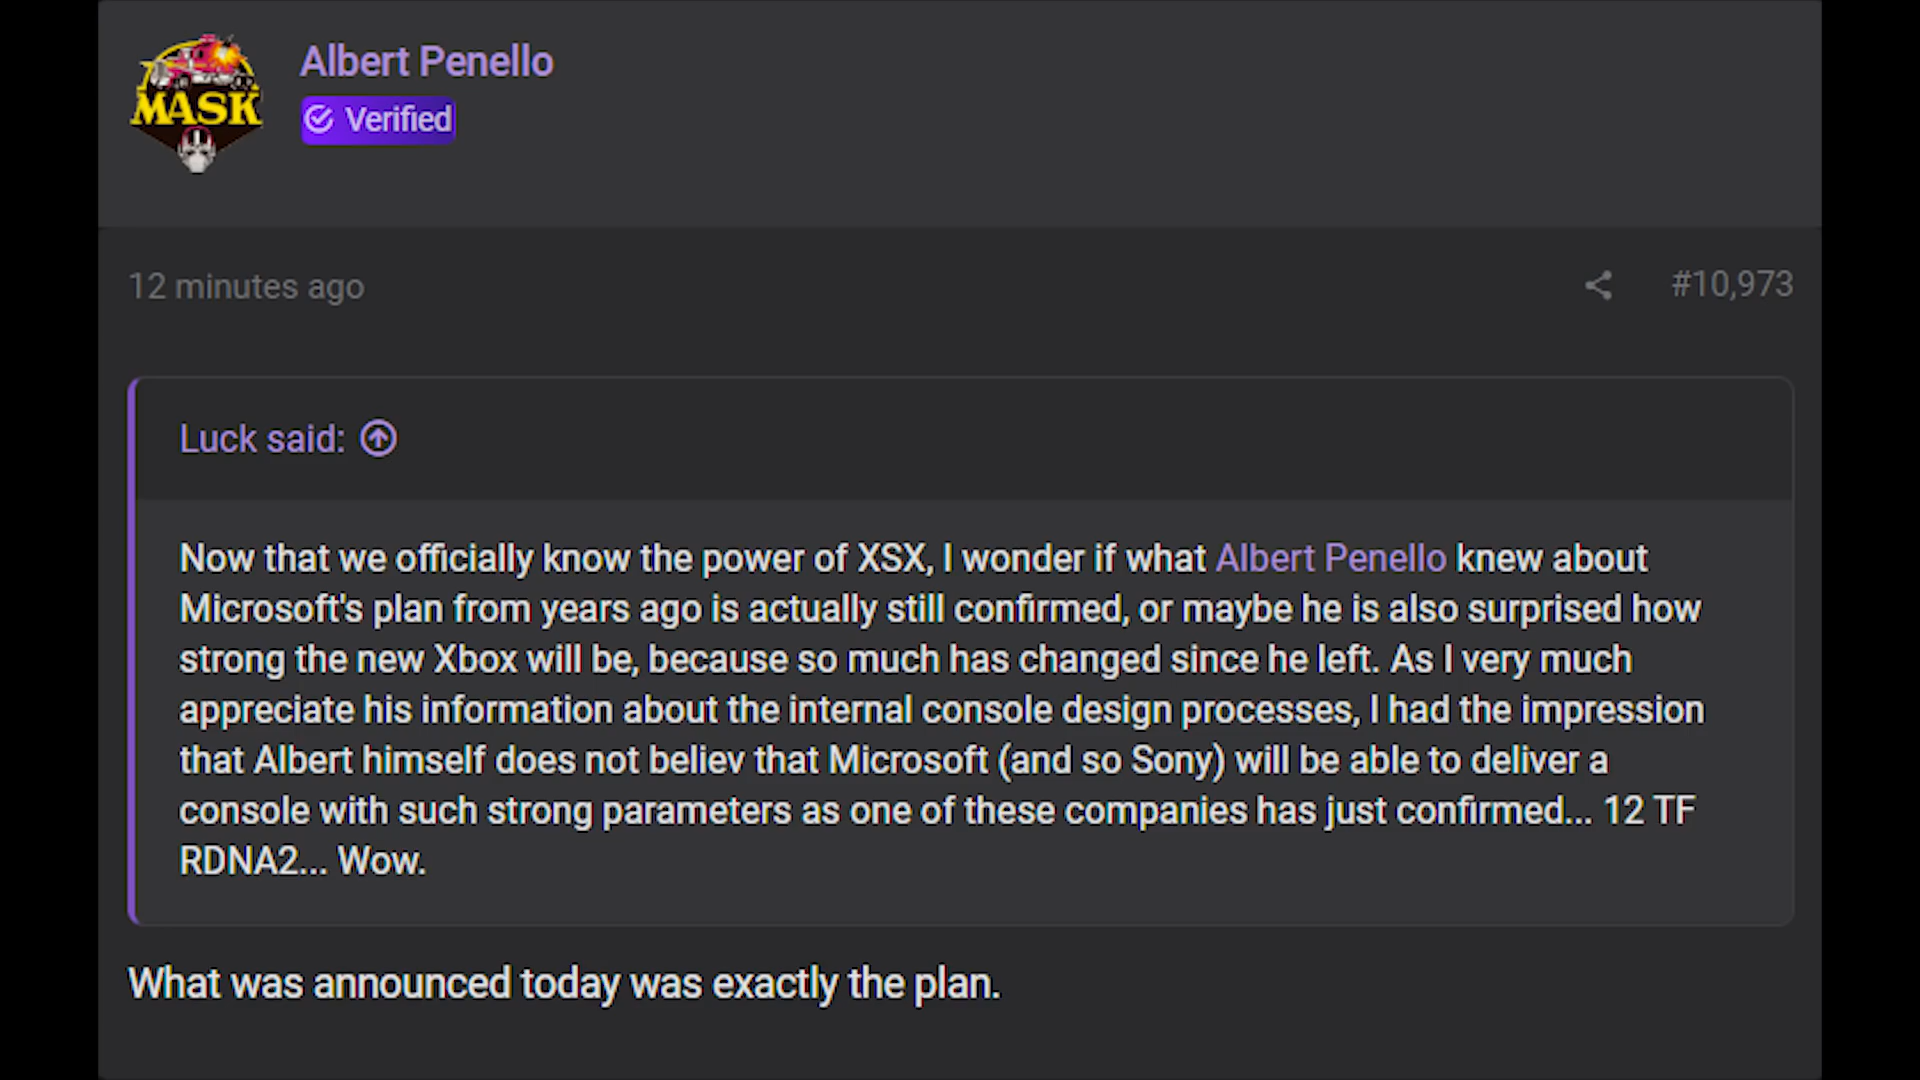 MASK
Albert Penello
Verified
12 minutes ago
#10,973
Luck said:
Now that we officially know the power of XSX, I wonder if what Albert Penello knew about
Microsoft's plan from years ago is actually still confirmed, or maybe he is also surprised how
strong the new Xbox will be, because so much has changed since he left. As I very much
appreciate his information about the internal console design processes, I had the impression
that Albert himself does not believ that Microsoft (and so Sony) will be able to deliver a
console with such strong parameters as one of these companies has just confirmed... 12 TF
RDNA2... Wow.
What was announced today was exactly the plan.